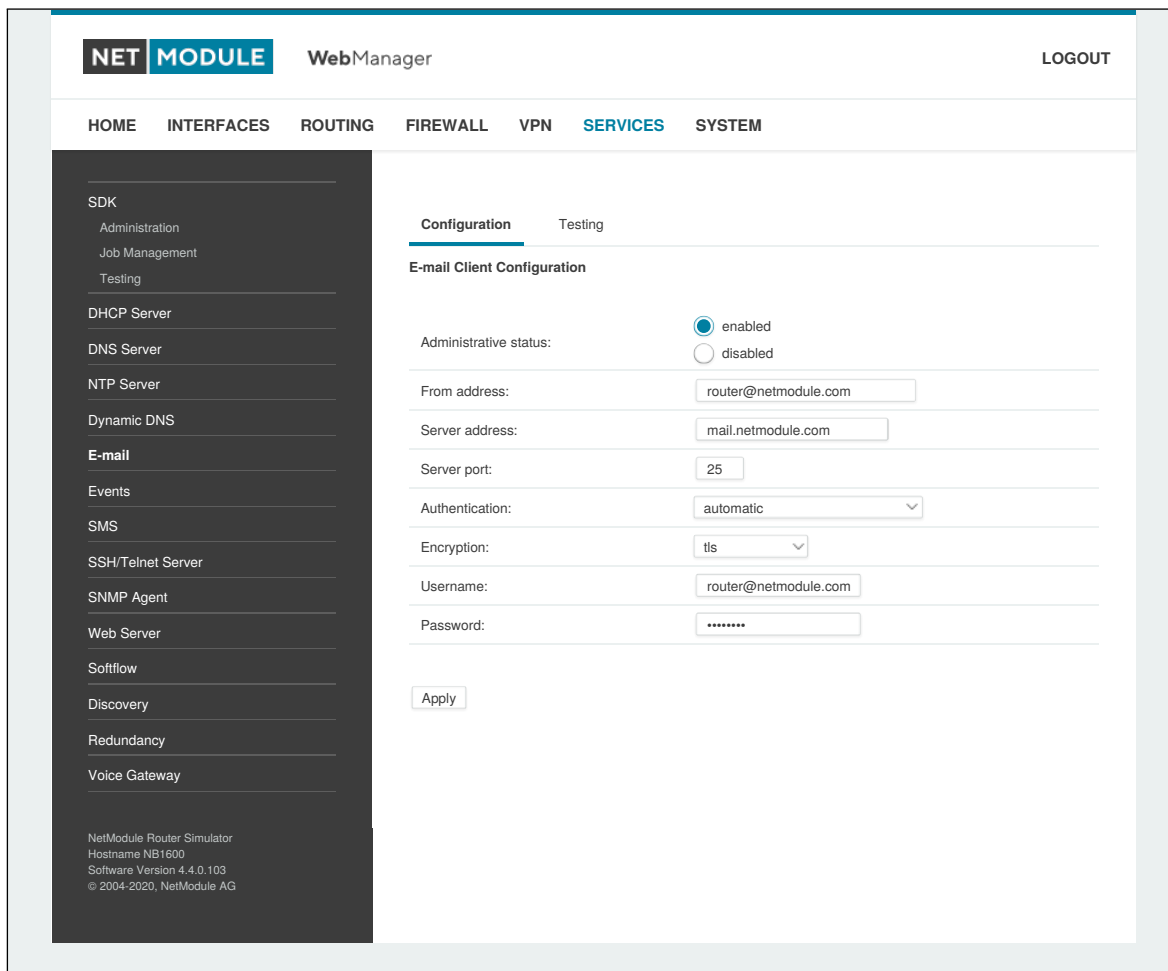 NET MODULE WebManager LOGOUT
HOME INTERFACES ROUTING FIREWALL VPN SERVICES SYSTEM
SDK
Administration
Job Management
Testing
DHCP Server
DNS Server
NTP Server
Dynamic DNS
E-mail
Events
SMS
SSH/Telnet Server
SNMP Agent
Web Server
Softflow
Discovery
Redundancy
Voice Gateway
NetModule Router Simulator
Hostname NB1600
Software Version 4.4.0.103
© 2004-2020, NetModule AG
Configuration Testing
E-mail Client Configuration
Administrative status: enabled
disabled
From address: router@netmodule.com
Server address: mail.netmodule.com
Server port: 25
Authentication: automatic
Encryption: tls
Username: router@netmodule.com
Password: ••••••••
Apply